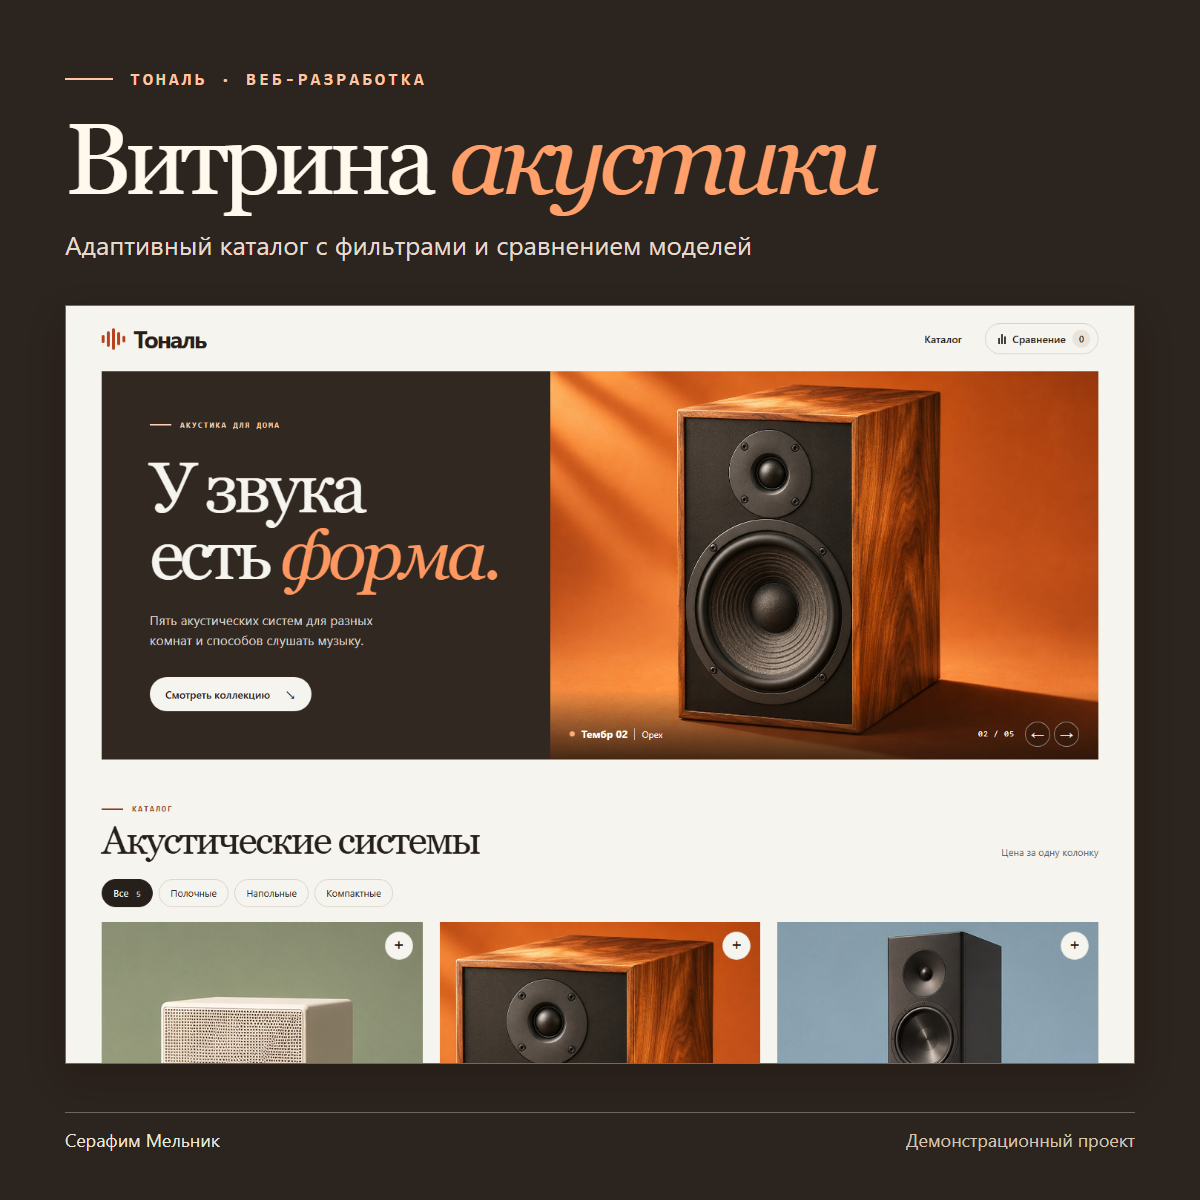 ТОНАЛЬ · ВЕБ-РАЗРАБОТКА
Витрина акустики
Адаптивный каталог с фильтрами и сравнением моделей
Тональ
Каталог
Сравнение 0
АКУСТИКА ДЛЯ ДОМА
У звука
есть форма.
Пять акустических систем для разных
комнат и способов слушать музыку.
Смотреть коллекцию ↘
Тембр 02 | Орех
02 / 05 ← →
КАТАЛОГ
Акустические системы
Цена за одну колонку
Все 5
Полочные
Напольные
Компактные
+
+
+
Серафим Мельник
Демонстрационный проект